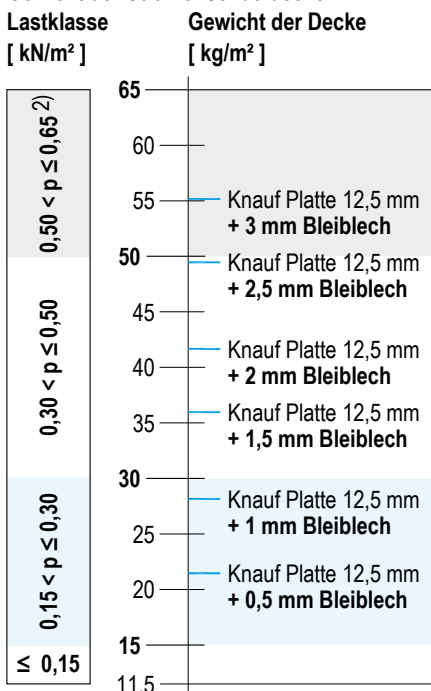 Lastklasse
[ kN/m² ]
Gewicht der Decke
[ kg/m² ]
65
60
55
50
45
40
35
30
25
20
15
11,5
0,50 < p ≤ 0,65 2)
0,30 < p ≤ 0,50
0,15 < p ≤ 0,30
≤ 0,15
Knauf Platte 12,5 mm
+ 3 mm Bleiblech
Knauf Platte 12,5 mm
+ 2,5 mm Bleiblech
Knauf Platte 12,5 mm
+ 2 mm Bleiblech
Knauf Platte 12,5 mm
+ 1,5 mm Bleiblech
Knauf Platte 12,5 mm
+ 1 mm Bleiblech
Knauf Platte 12,5 mm
+ 0,5 mm Bleiblech